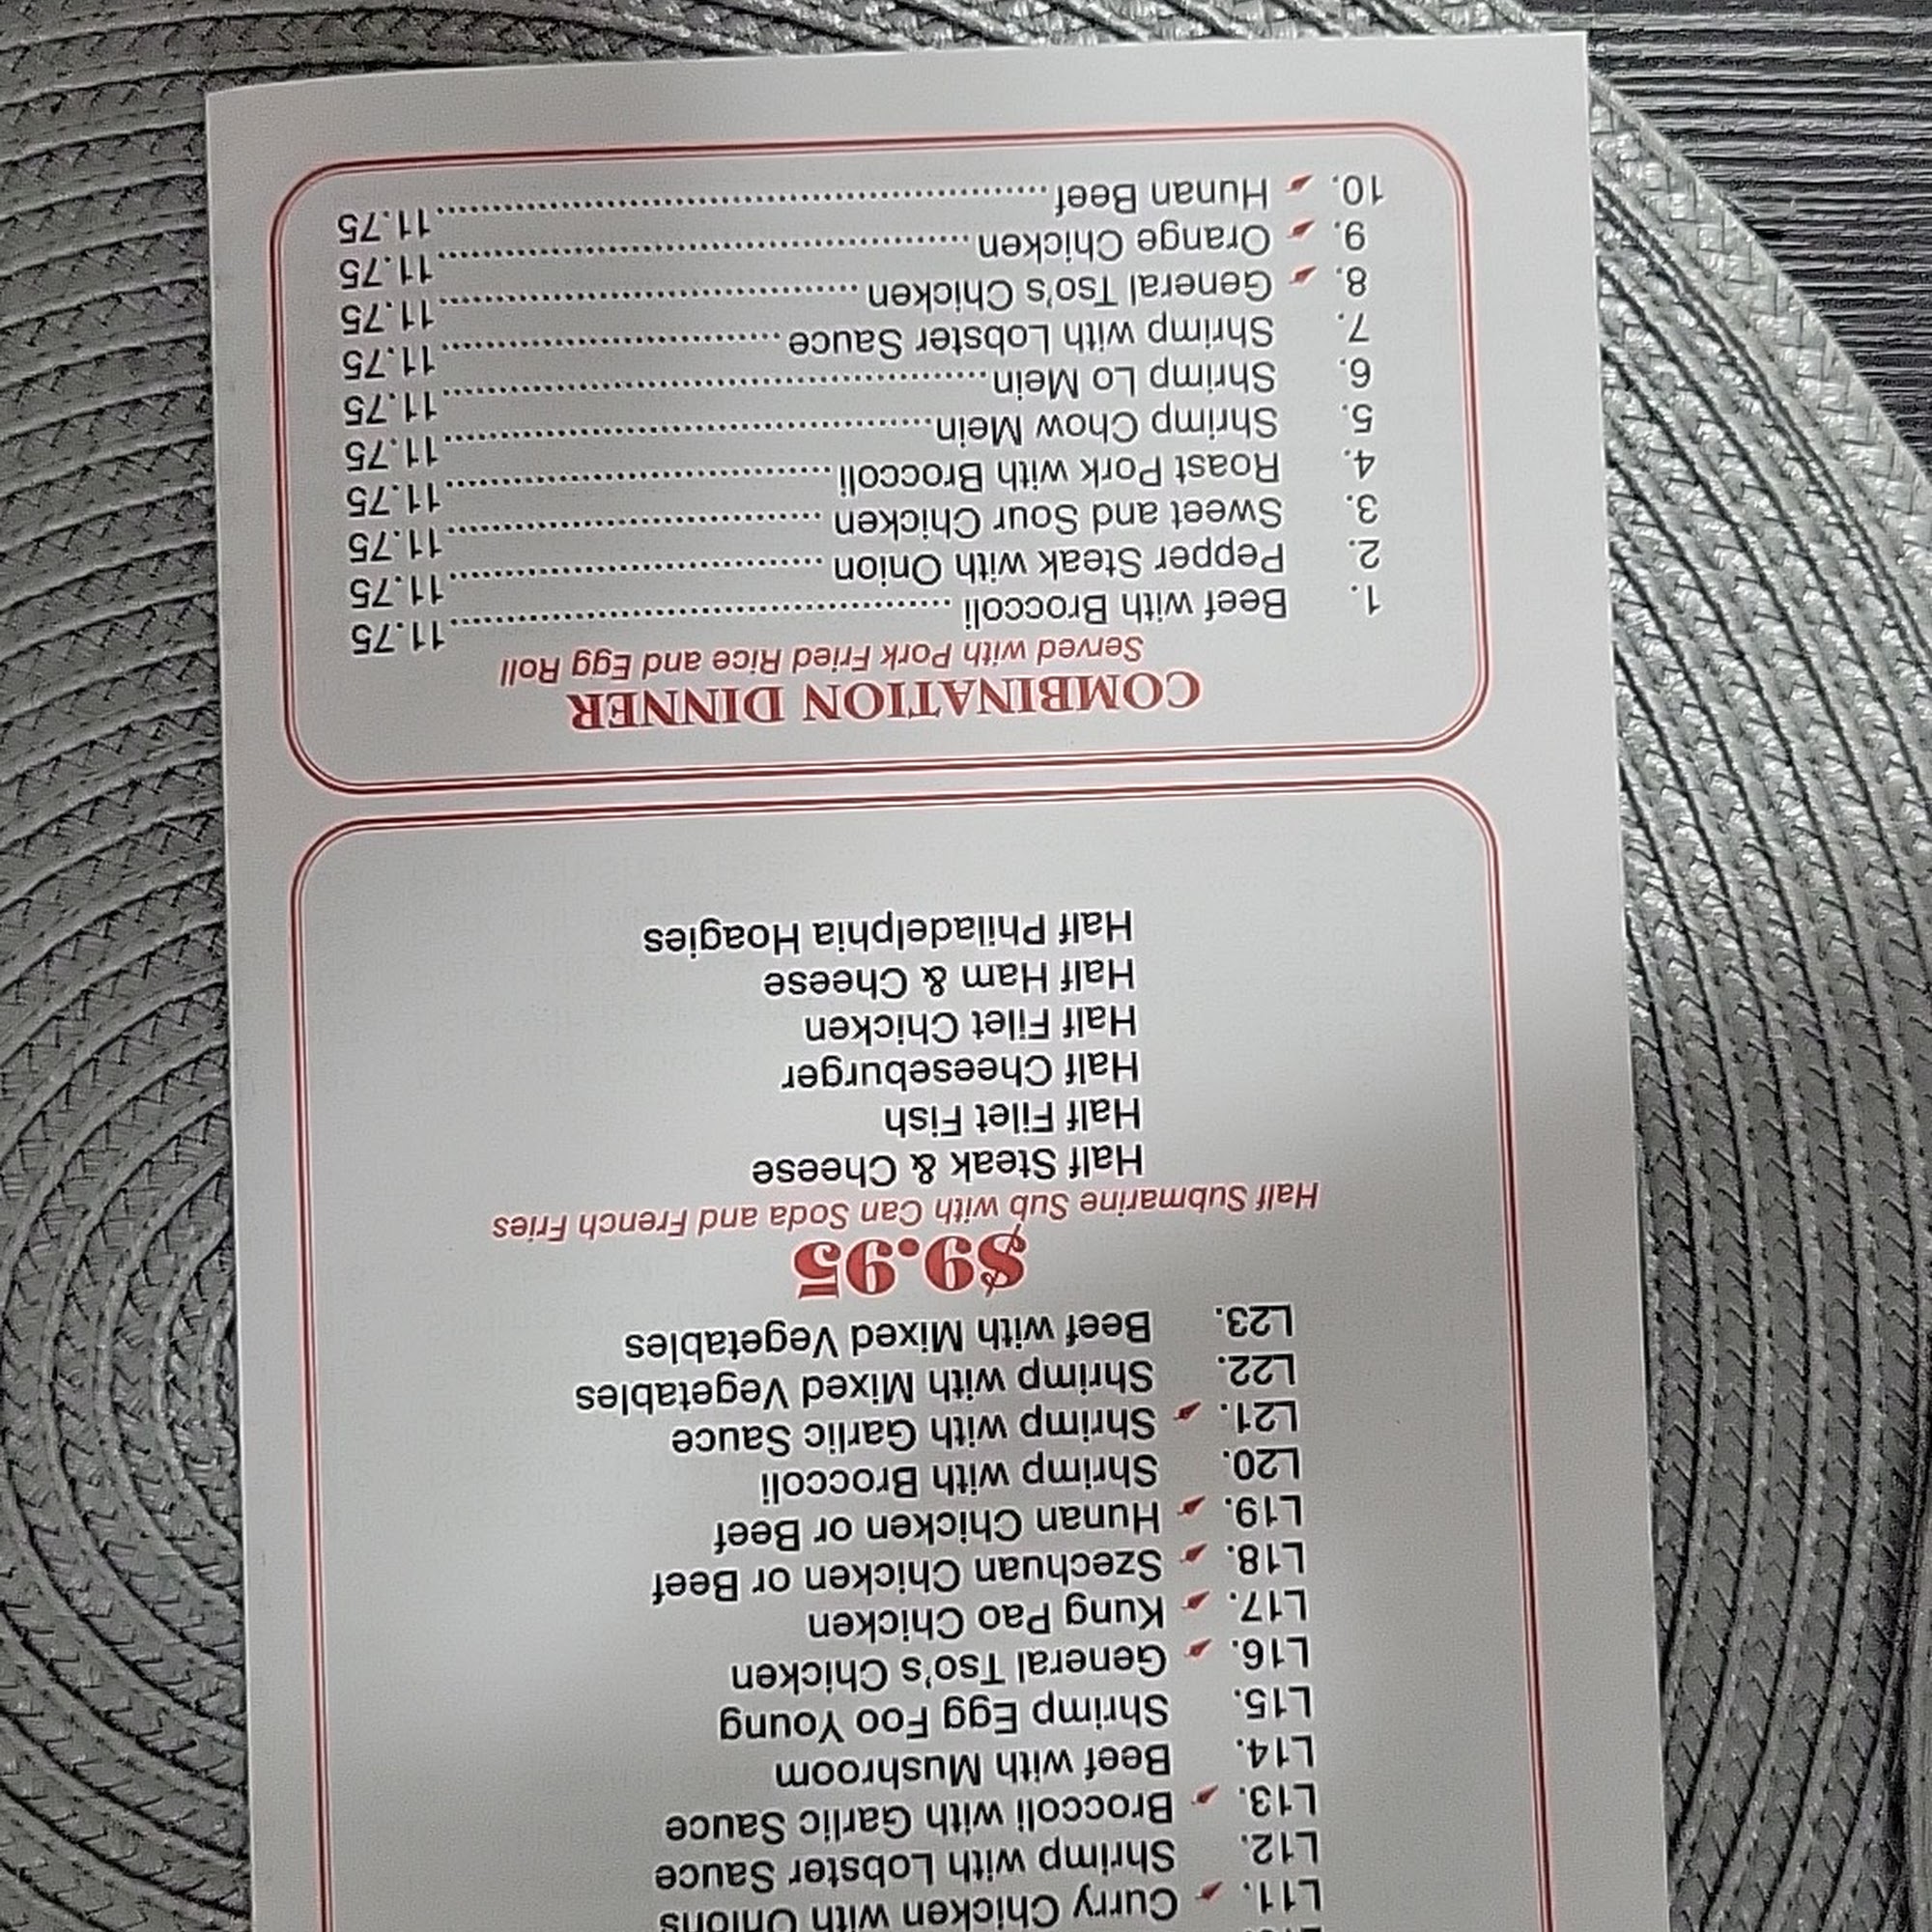 L11. Curry Chicken with Onions
L12. Shrimp with Lobster Sauce
L13. Broccoli with Garlic Sauce
L14. Beef with Mushroom
L15. Shrimp Egg Foo Young
L16. General Tso's Chicken
L17. Kung Pao Chicken
L18. Szechuan Chicken or Beef
L19. Hunan Chicken or Beef
L20. Shrimp with Broccoli
L21. Shrimp with Garlic Sauce
L22. Shrimp with Mixed Vegetables
L23. Beef with Mixed Vegetables
$9.95
Half Submarine Sub with Can Soda and French Fries
Half Steak & Cheese
Half Filet Fish
Half Cheeseburger
Half Filet Chicken
Half Ham & Cheese
Half Philadelphia Hoagies
COMBINATION DINNER
Served with Pork Fried Rice and Egg Roll
1. Beef with Broccoli 11.75
2. Pepper Steak with Onion 11.75
3. Sweet and Sour Chicken 11.75
4. Roast Pork with Broccoli 11.75
5. Shrimp Chow Mein 11.75
6. Shrimp Lo Mein 11.75
7. Shrimp with Lobster Sauce 11.75
8. General Tso's Chicken 11.75
9. Orange Chicken 11.75
10. Hunan Beef 11.75